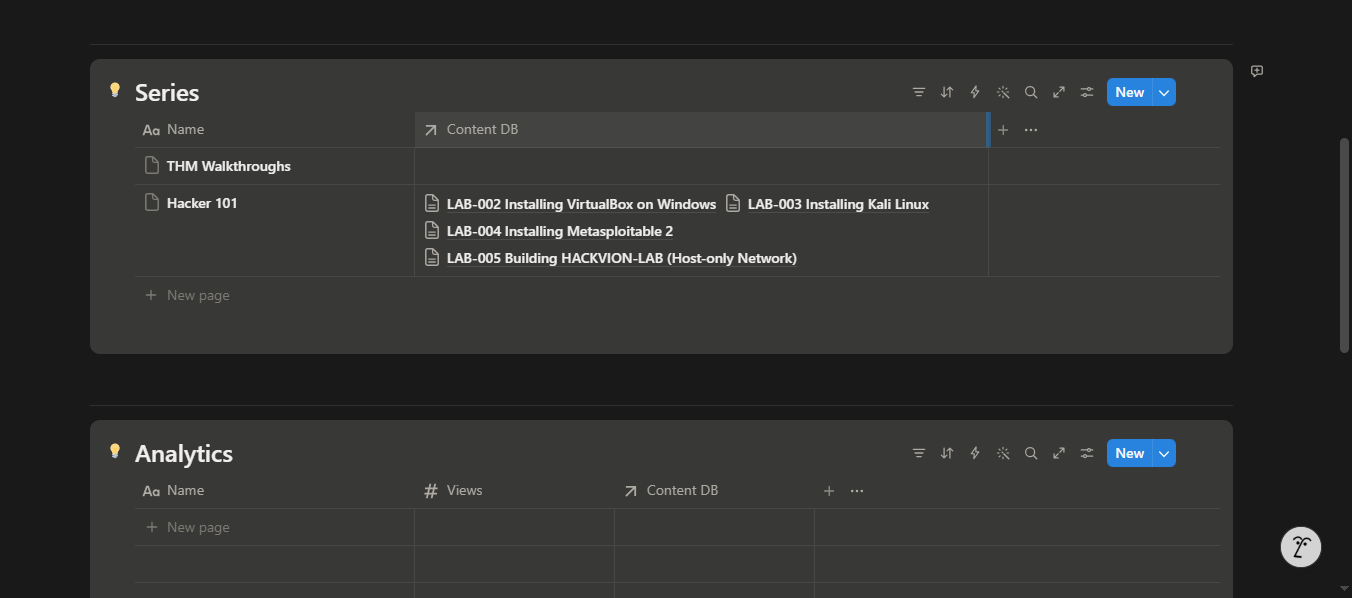 Series
New
Aa Name
Content DB
THM Walkthroughs
Hacker 101
LAB-002 Installing VirtualBox on Windows
LAB-003 Installing Kali Linux
LAB-004 Installing Metasploitable 2
LAB-005 Building HACKVION-LAB (Host-only Network)
New page
Analytics
New
Aa Name
# Views
Content DB
New page